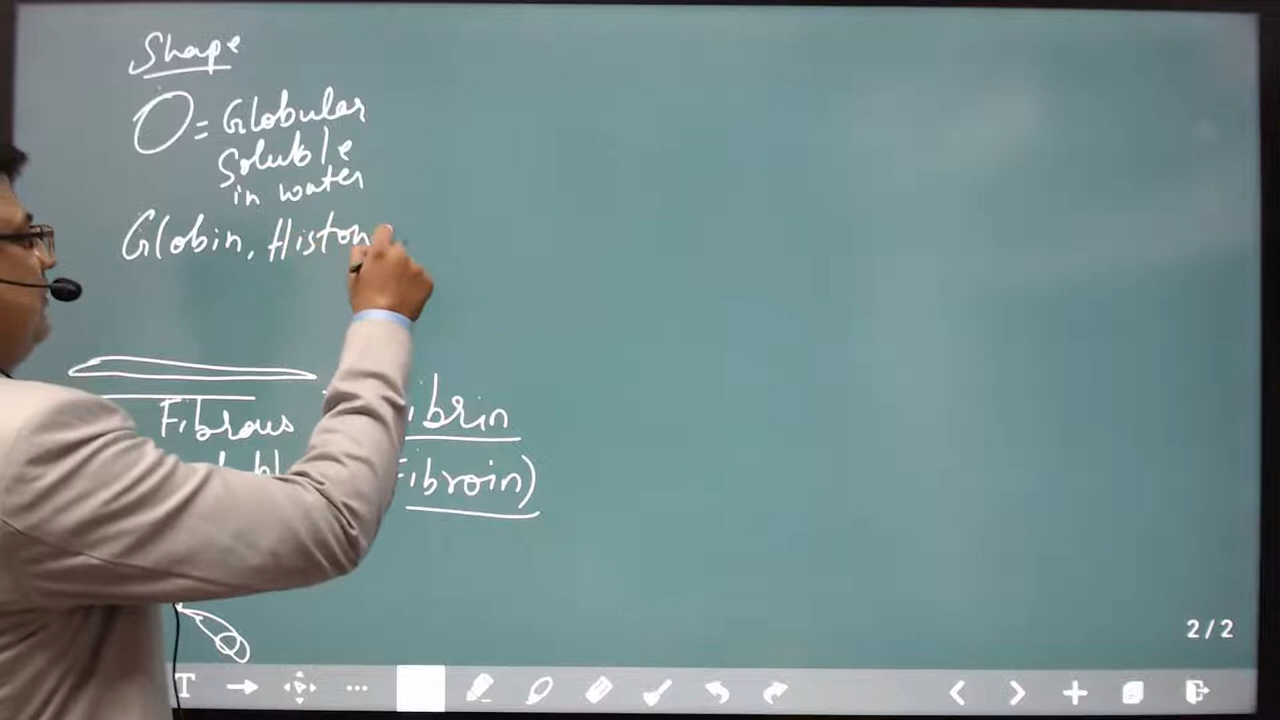 Shape
= Globular
Soluble
in water
Globin, Histon
Fibrous
ibrin
ibroin)
2/2
T